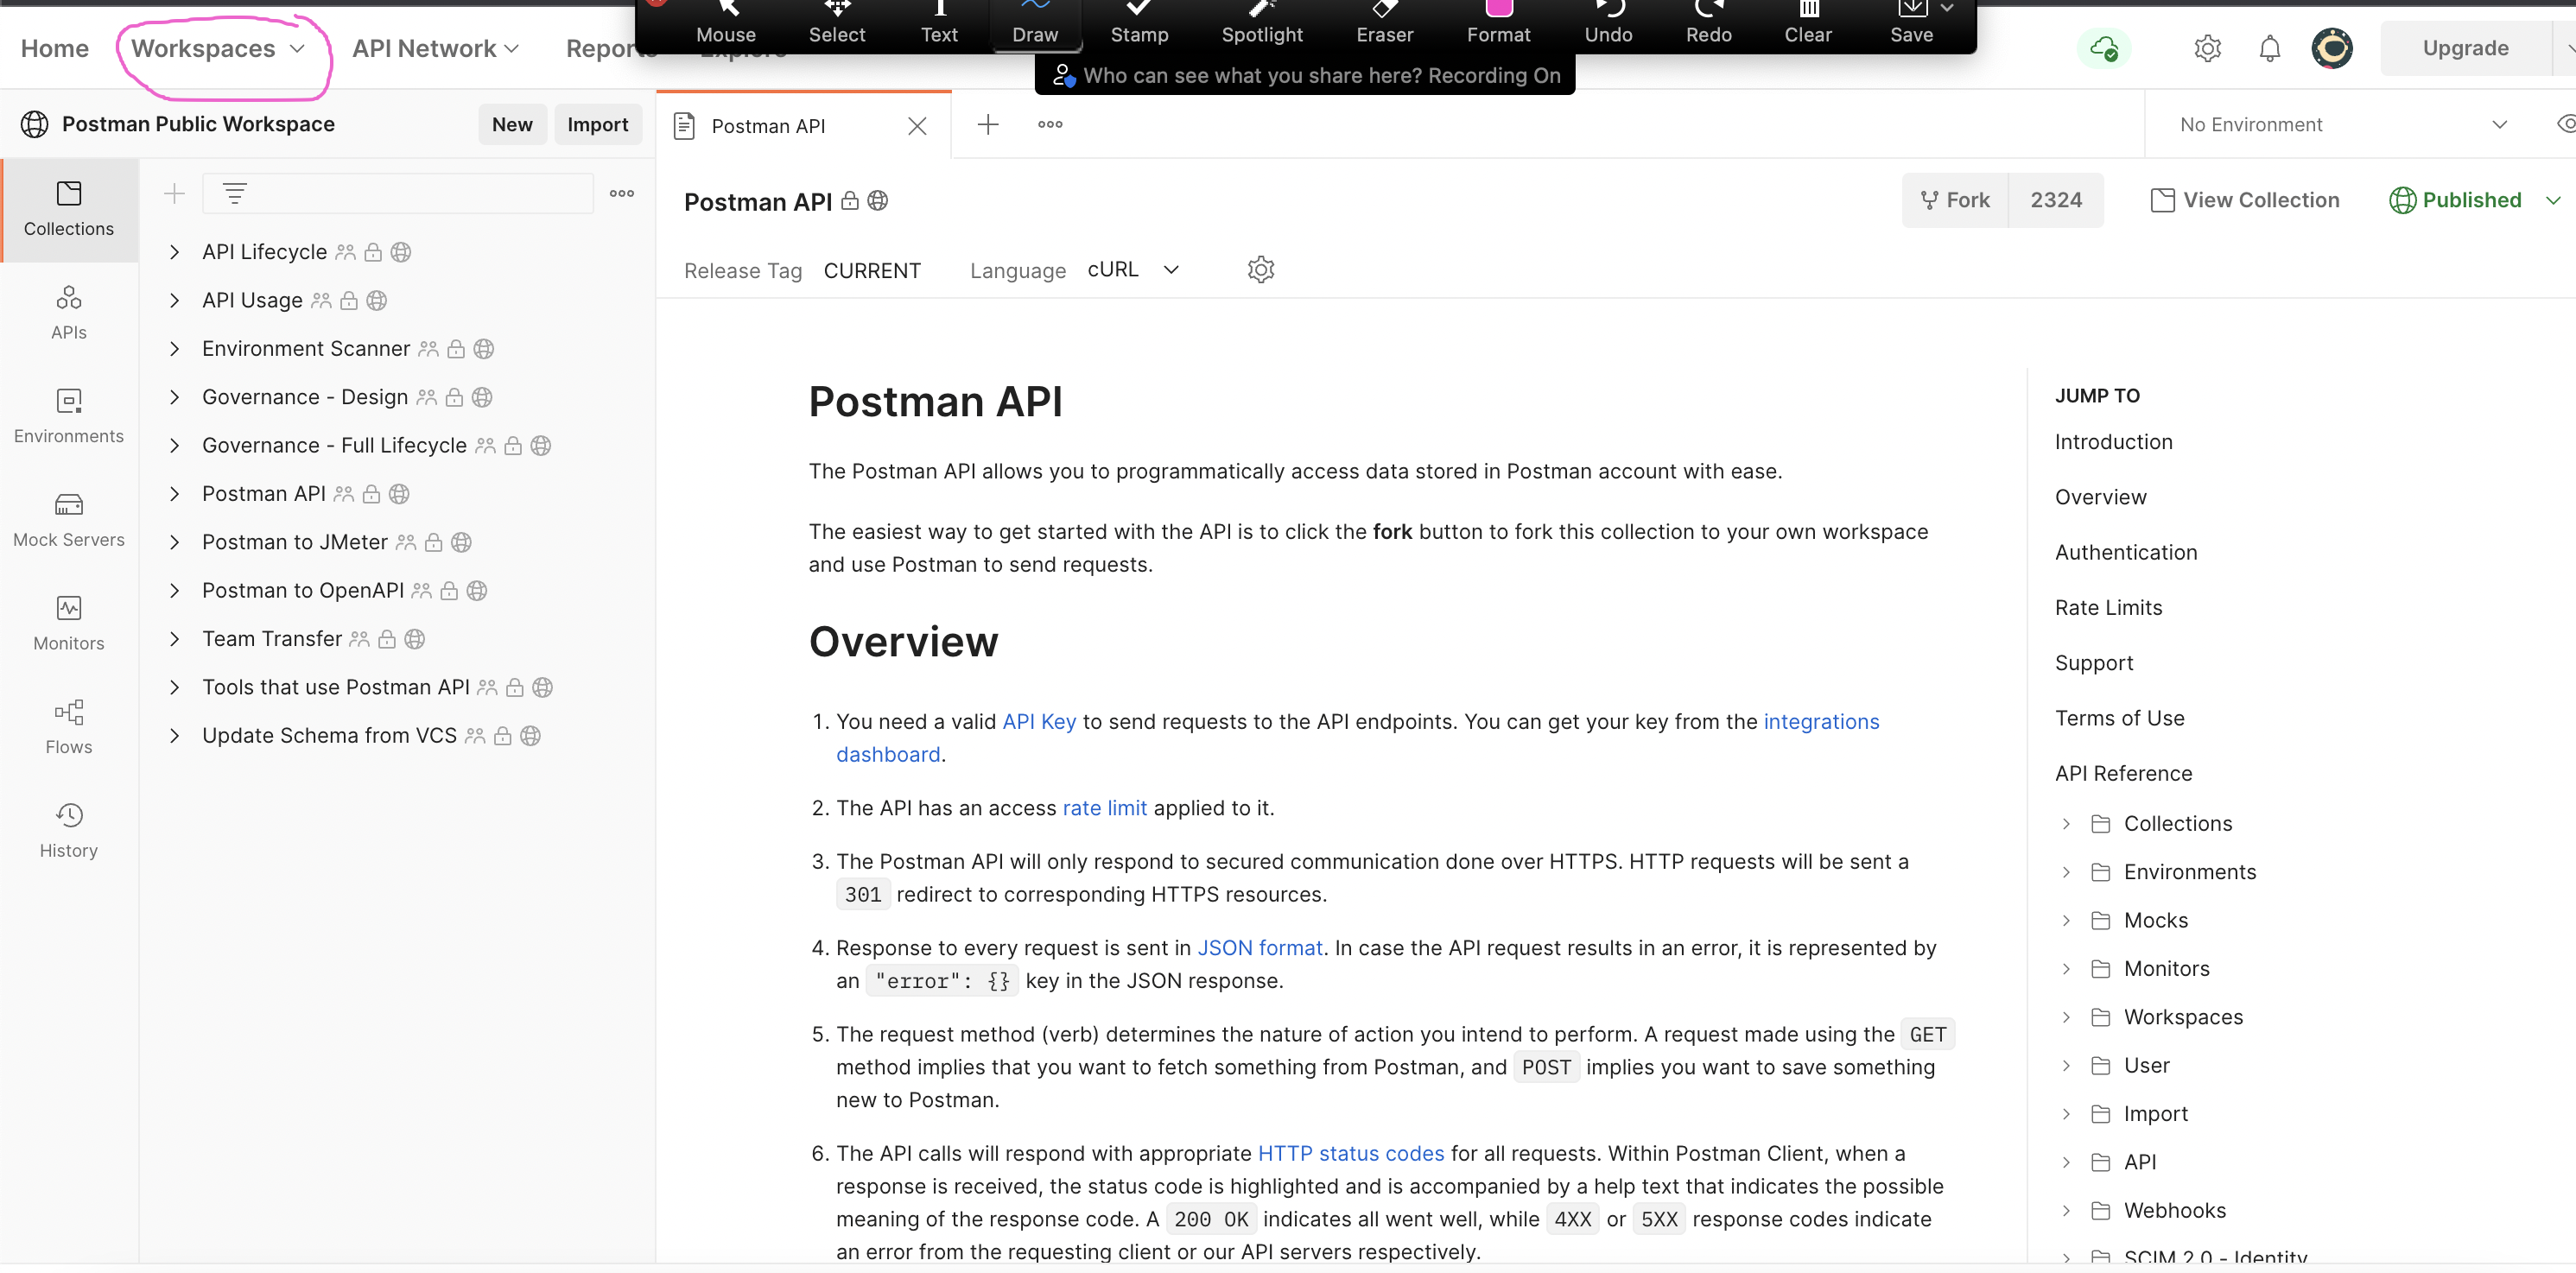 Mouse Select Text Draw Stamp Spotlight Eraser Format Undo Redo Clear Save
Home Workspaces API Network Reports Explore Upgrade
Who can see what you share here? Recording On
Postman Public Workspace New Import
Postman API
No Environment
Collections
APIs
Environments
Mock Servers
Monitors
Flows
History
API Lifecycle
API Usage
Environment Scanner
Governance - Design
Governance - Full Lifecycle
Postman API
Postman to JMeter
Postman to OpenAPI
Team Transfer
Tools that use Postman API
Update Schema from VCS
Postman API
Fork 2324 View Collection Published
Release Tag CURRENT Language cURL
Postman API
The Postman API allows you to programmatically access data stored in Postman account with ease.
The easiest way to get started with the API is to click the fork button to fork this collection to your own workspace
and use Postman to send requests.
Overview
1. You need a valid API Key to send requests to the API endpoints. You can get your key from the integrations
dashboard.
2. The API has an access rate limit applied to it.
3. The Postman API will only respond to secured communication done over HTTPS. HTTP requests will be sent a
301 redirect to corresponding HTTPS resources.
4. Response to every request is sent in JSON format. In case the API request results in an error, it is represented by
an "error": {} key in the JSON response.
5. The request method (verb) determines the nature of action you intend to perform. A request made using the GET
method implies that you want to fetch something from Postman, and POST implies you want to save something
new to Postman.
6. The API calls will respond with appropriate HTTP status codes for all requests. Within Postman Client, when a
response is received, the status code is highlighted and is accompanied by a help text that indicates the possible
meaning of the response code. A 200 OK indicates all went well, while 4XX or 5XX response codes indicate
an error from the requesting client or our API servers respectively.
JUMP TO
Introduction
Overview
Authentication
Rate Limits
Support
Terms of Use
API Reference
Collections
Environments
Mocks
Monitors
Workspaces
User
Import
API
Webhooks
SCIM 2.0 - Identity